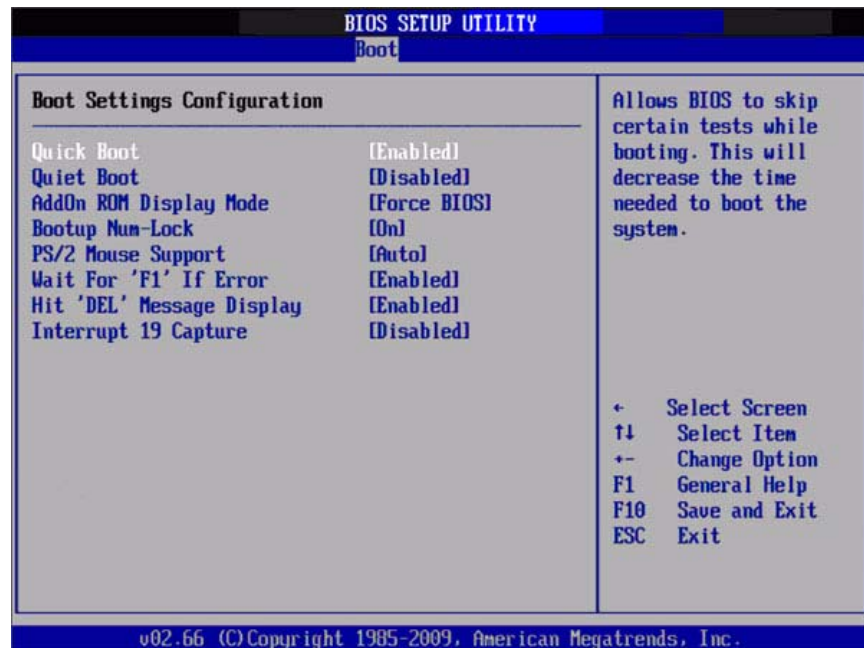 BIOS SETUP UTILITY
Boot
Boot Settings Configuration
Quick Boot [Enabled]
Quiet Boot [Disabled]
AddOn ROM Display Mode [Force BIOS]
Bootup Num-Lock [On]
PS/2 Mouse Support [Auto]
Wait For 'F1' If Error [Enabled]
Hit 'DEL' Message Display [Enabled]
Interrupt 19 Capture [Disabled]
Allows BIOS to skip
certain tests while
booting. This will
decrease the time
needed to boot the
system.
← Select Screen
↑↓ Select Item
+- Change Option
F1 General Help
F10 Save and Exit
ESC Exit
v02.66 (C)Copyright 1985-2009, American Megatrends, Inc.